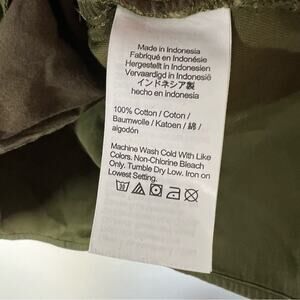 Made in Indonesia
Fabriqué en Indonésie
Hergestellt in Indonesien
Vervaardigd in Indonesië
インドネシア製
hecho en indonesia
100% Cotton / Coton /
Baumwolle / Katoen / 綿 /
algodón
Machine Wash Cold With Like
Colors. Non-Chlorine Bleach
Only. Tumble Dry Low. Iron on
Lowest Setting.